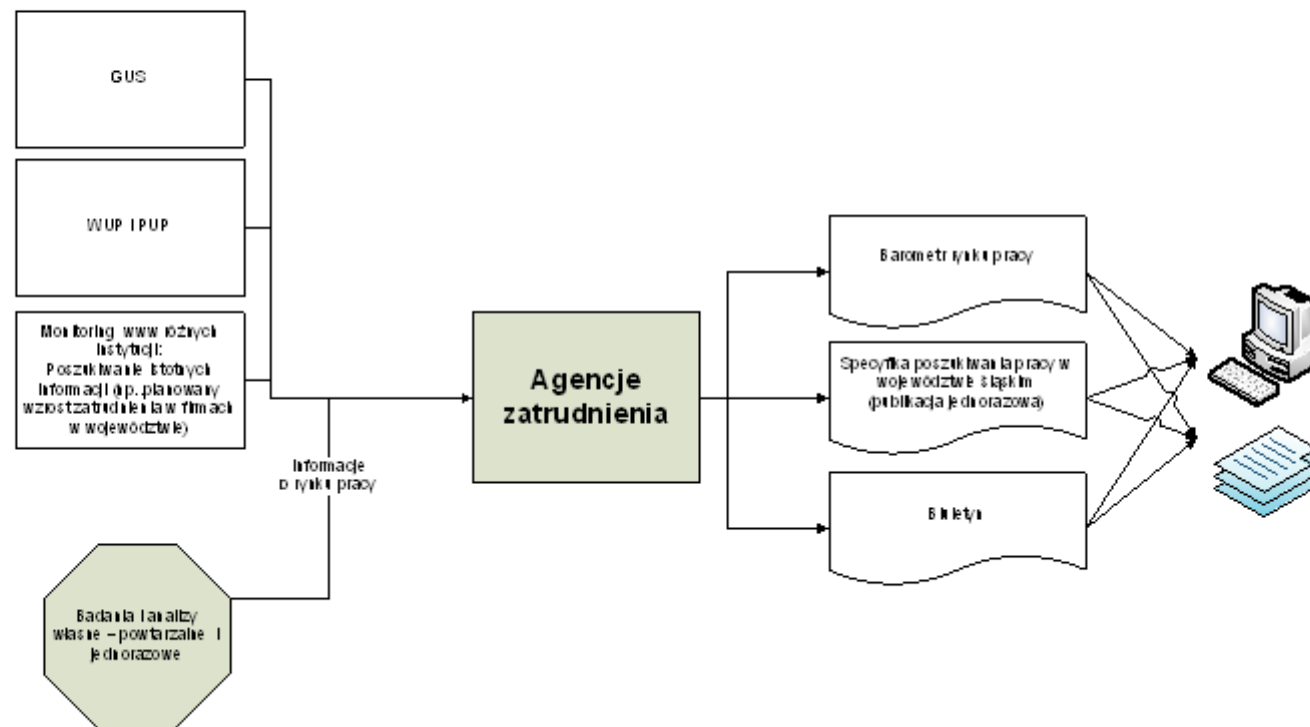 GUS
WUP i PUP
Monitoring www różnych
instytucji:
Poszukiwanie istotnych
informacji (np..planowany
wzrost zatrudnienia w firmach
w województwie)
Informacje
o rynku pracy
Badania i analizy
własne – powtarzalne i
jednorazowe
Agencje
zatrudnienia
Barometr rynku pracy
Specyfika poszukiwania pracy w
województwie śląskim
(publikacja jednorazowa)
Biuletyn